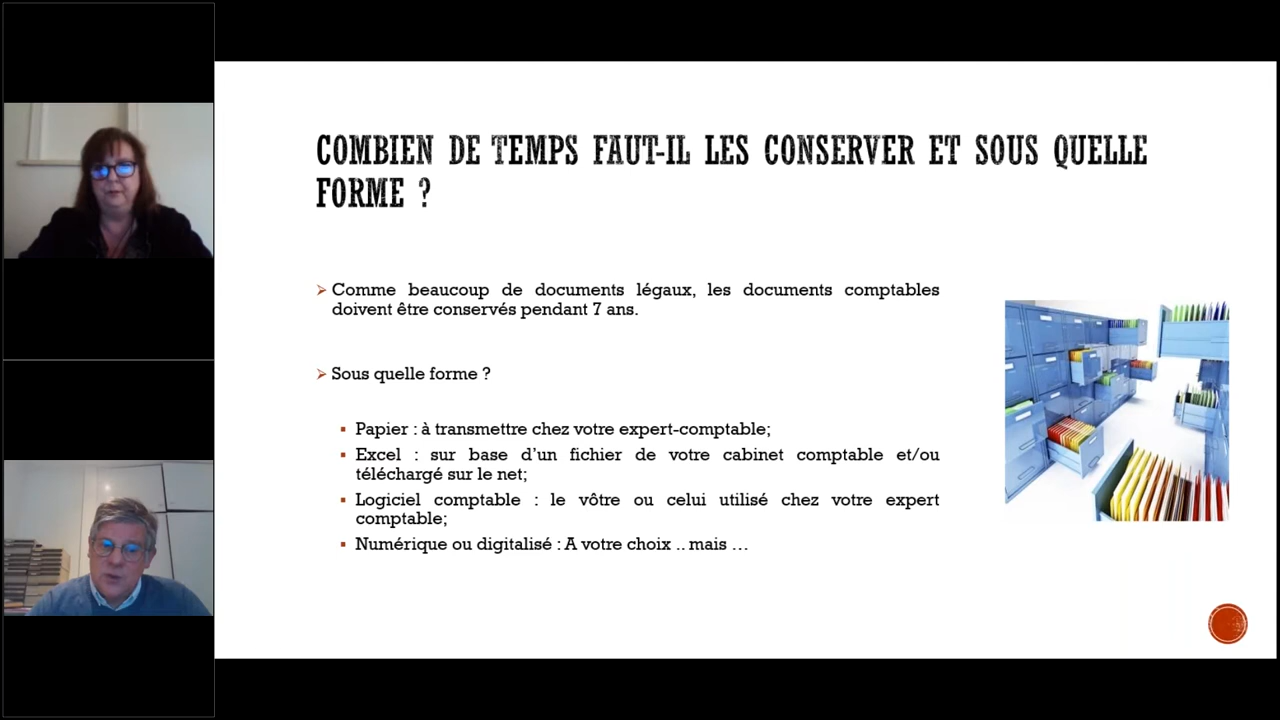 COMBIEN DE TEMPS FAUT-IL LES CONSERVER ET SOUS QUELLE
FORME ?
Comme beaucoup de documents légaux, les documents comptables
doivent être conservés pendant 7 ans.
Sous quelle forme ?
Papier : à transmettre chez votre expert-comptable;
Excel : sur base d’un fichier de votre cabinet comptable et/ou
téléchargé sur le net;
Logiciel comptable : le vôtre ou celui utilisé chez votre expert
comptable;
Numérique ou digitalisé : A votre choix .. mais …